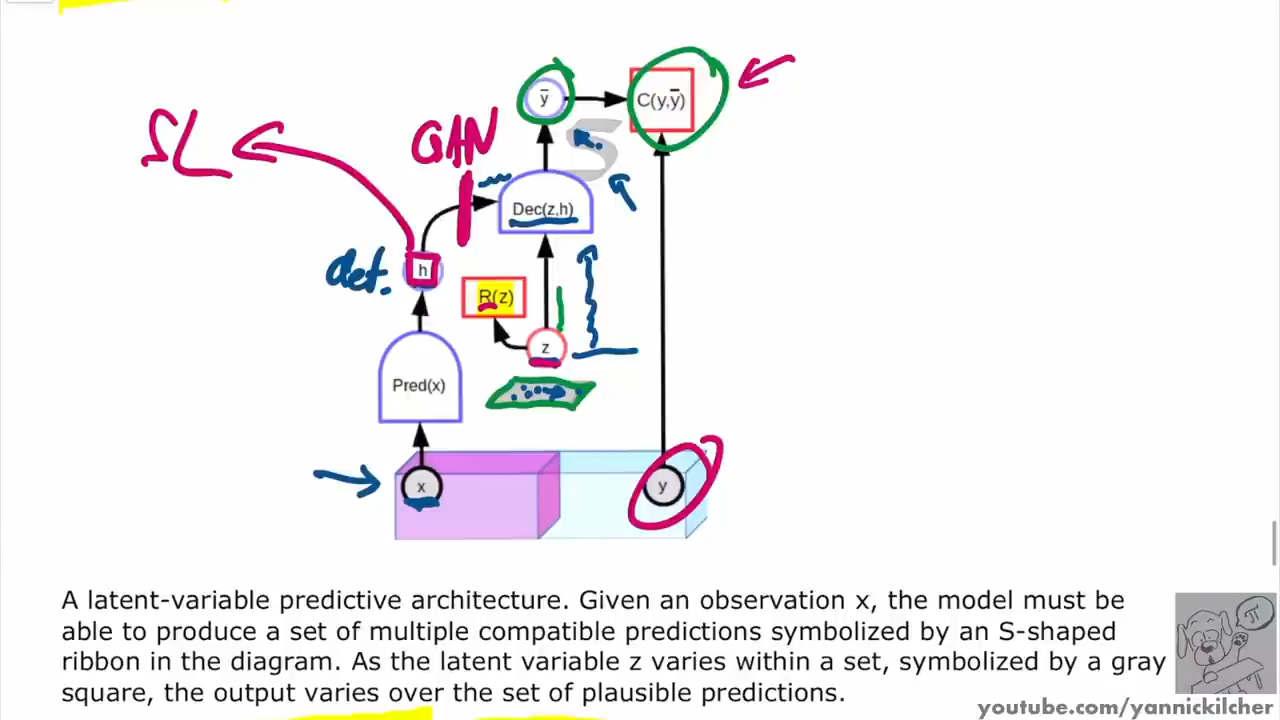 ȳ
C(y,ȳ)
SL
GAN
Dec(z,h)
det.
h
R(z)
z
Pred(x)
x
y
A latent-variable predictive architecture. Given an observation x, the model must be
able to produce a set of multiple compatible predictions symbolized by an S-shaped
ribbon in the diagram. As the latent variable z varies within a set, symbolized by a gray
square, the output varies over the set of plausible predictions.
π
youtube.com/yannickilcher